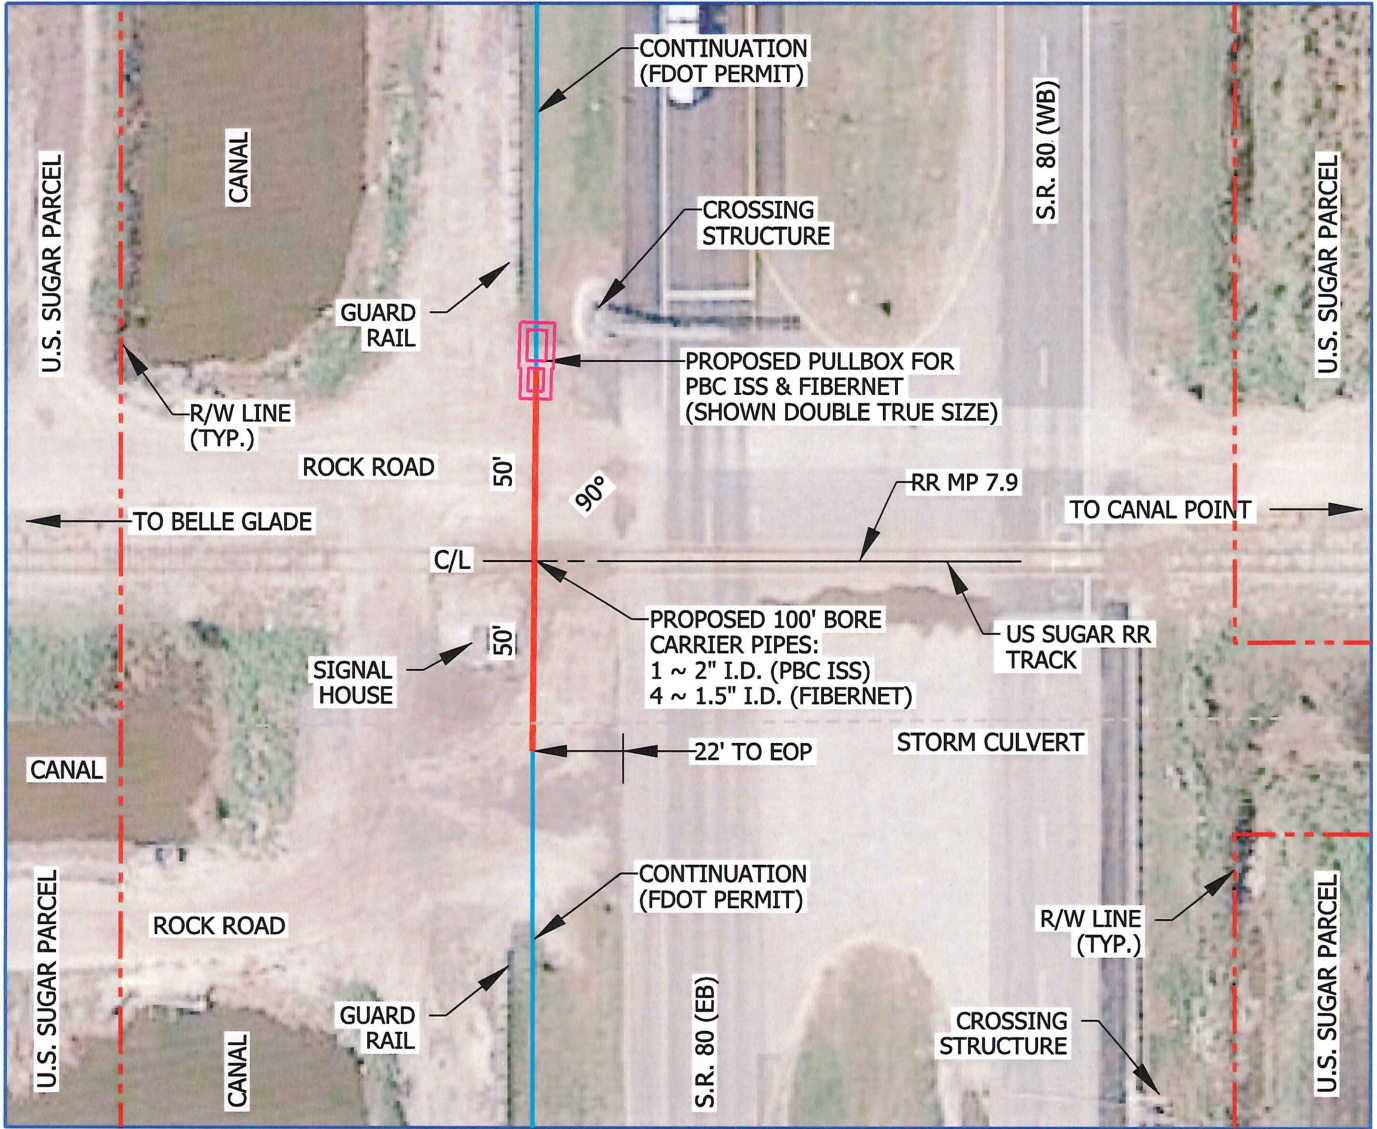 CONTINUATION
(FDOT PERMIT)
S.R. 80 (WB)
CANAL
U.S. SUGAR PARCEL
U.S. SUGAR PARCEL
CROSSING
STRUCTURE
GUARD
RAIL
PROPOSED PULLBOX FOR
PBC ISS & FIBERNET
(SHOWN DOUBLE TRUE SIZE)
R/W LINE
(TYP.)
ROCK ROAD
50'
90°
RR MP 7.9
TO CANAL POINT
TO BELLE GLADE
C/L
PROPOSED 100' BORE
CARRIER PIPES:
1 ~ 2" I.D. (PBC ISS)
4 ~ 1.5" I.D. (FIBERNET)
50'
US SUGAR RR
TRACK
SIGNAL
HOUSE
22' TO EOP
STORM CULVERT
CANAL
CONTINUATION
(FDOT PERMIT)
R/W LINE
(TYP.)
ROCK ROAD
U.S. SUGAR PARCEL
U.S. SUGAR PARCEL
GUARD
RAIL
S.R. 80 (EB)
CROSSING
STRUCTURE
CANAL